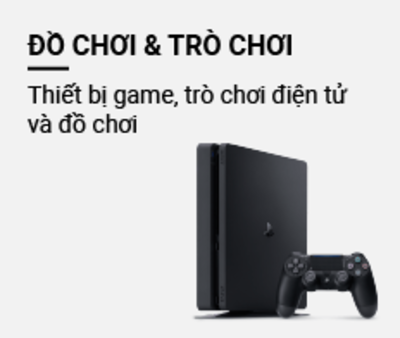 ĐỒ CHƠI & TRÒ CHƠI
Thiết bị game, trò chơi điện tử
và đồ chơi